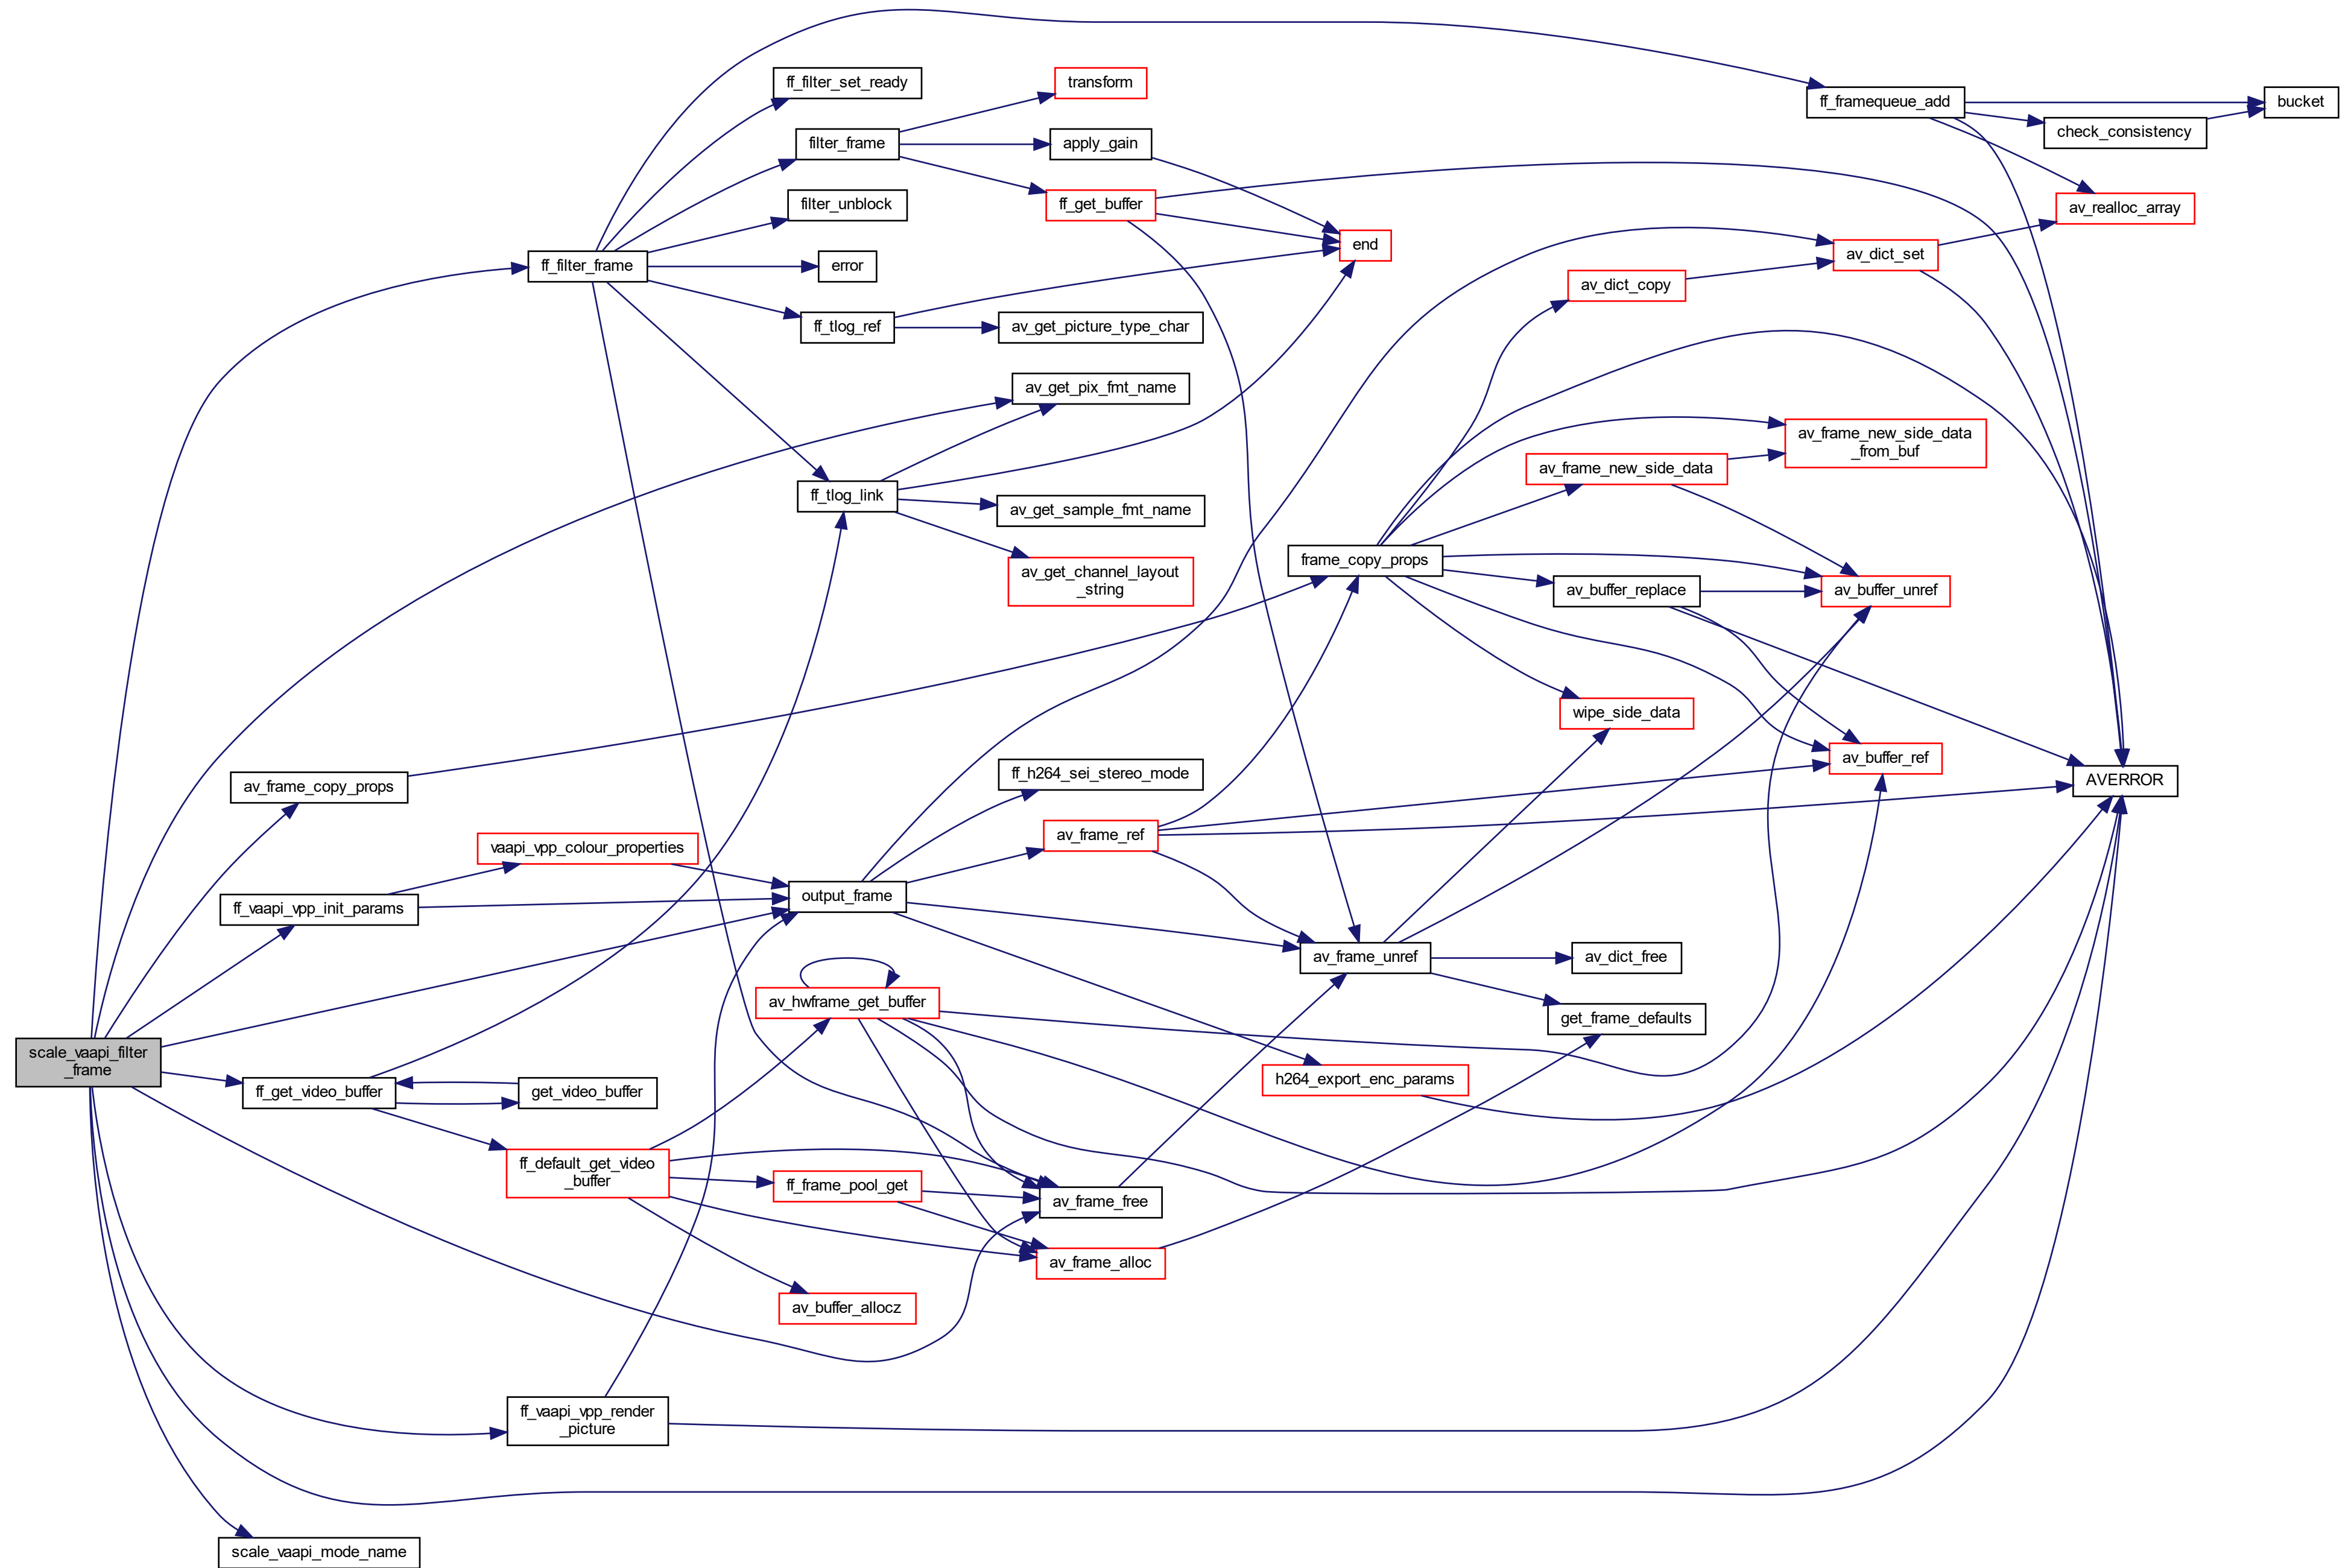 ff_filter_set_ready
transform
ff_framequeue_add
bucket
check_consistency
filter_frame
apply_gain
filter_unblock
ff_get_buffer
av_realloc_array
end
ff_filter_frame
error
av_dict_set
av_dict_copy
ff_tlog_ref
av_get_picture_type_char
av_get_pix_fmt_name
av_frame_new_side_data
_from_buf
av_frame_new_side_data
ff_tlog_link
av_get_sample_fmt_name
av_get_channel_layout
_string
frame_copy_props
av_buffer_replace
av_buffer_unref
wipe_side_data
av_buffer_ref
AVERROR
ff_h264_sei_stereo_mode
av_frame_copy_props
av_frame_ref
vaapi_vpp_colour_properties
output_frame
ff_vaapi_vpp_init_params
av_frame_unref
av_dict_free
av_hwframe_get_buffer
get_frame_defaults
scale_vaapi_filter
_frame
h264_export_enc_params
ff_get_video_buffer
get_video_buffer
ff_default_get_video
_buffer
ff_frame_pool_get
av_frame_free
av_frame_alloc
av_buffer_allocz
ff_vaapi_vpp_render
_picture
scale_vaapi_mode_name